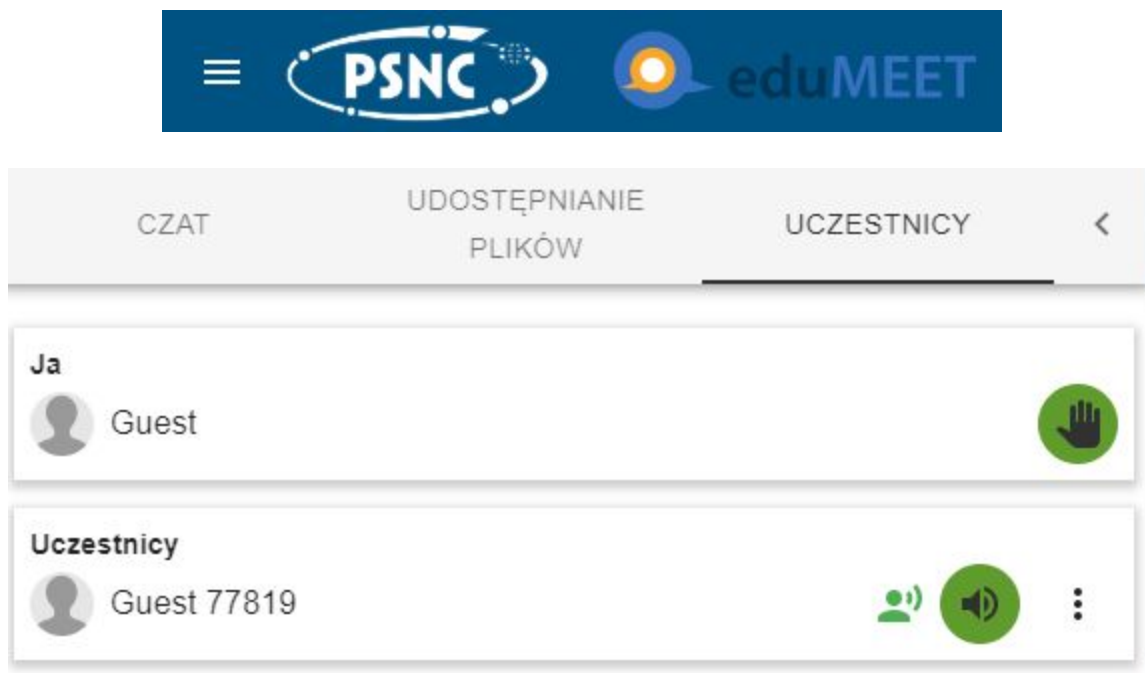 PSNC eduMEET
CZAT
UDOSTĘPNIANIE
PLIKÓW
UCZESTNICY
Ja
Guest
Uczestnicy
Guest 77819